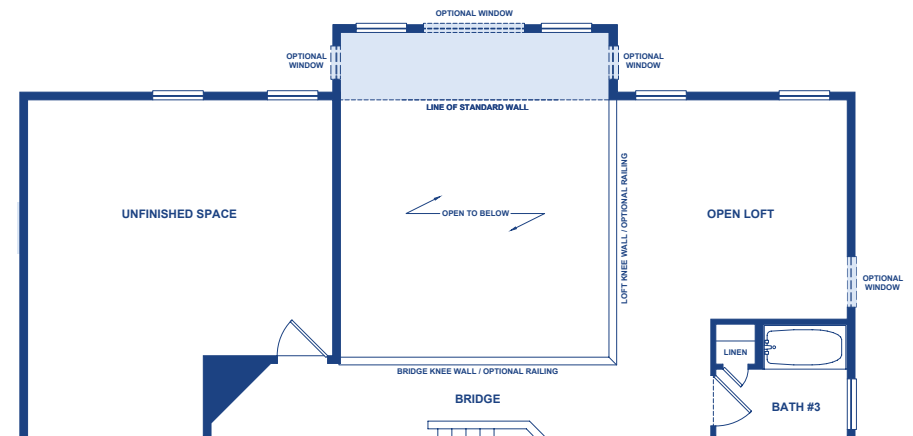 OPTIONAL WINDOW
OPTIONAL
WINDOW
OPTIONAL
WINDOW
LINE OF STANDARD WALL
UNFINISHED SPACE
OPEN TO BELOW
LOFT KNEE WALL / OPTIONAL RAILING
OPEN LOFT
OPTIONAL
WINDOW
LINEN
BRIDGE KNEE WALL / OPTIONAL RAILING
BRIDGE
BATH #3